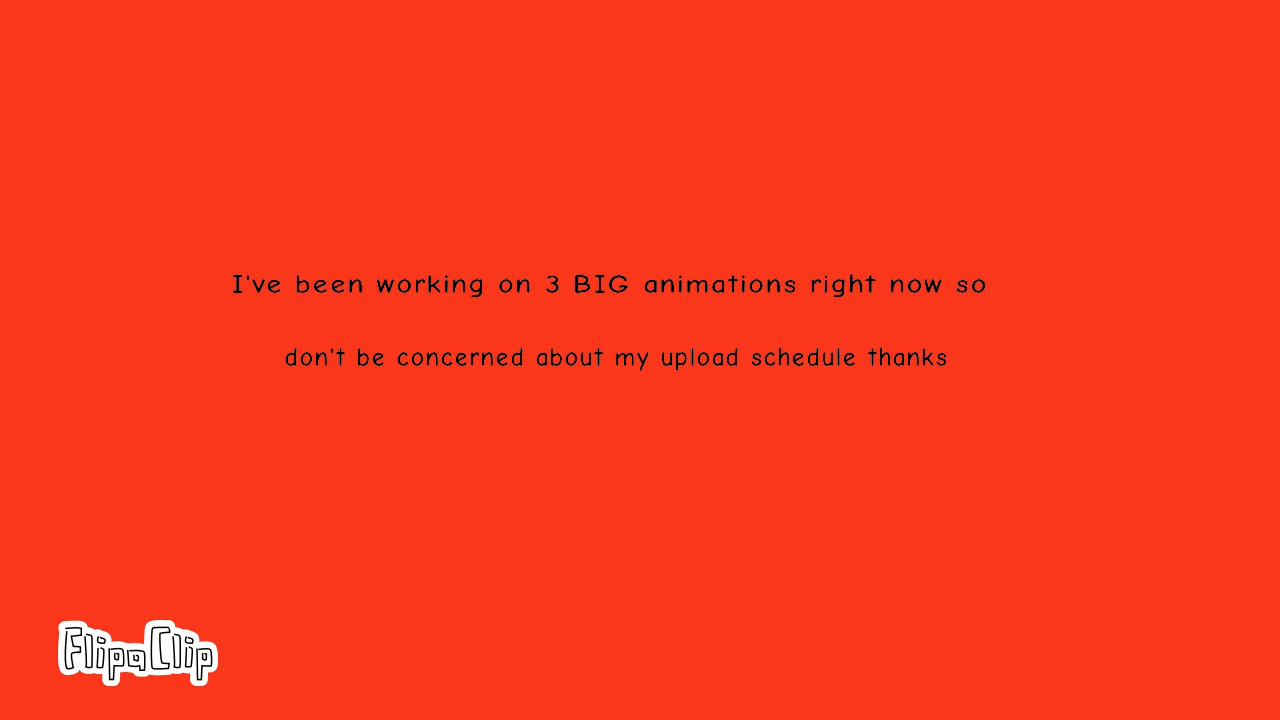 I've been working on 3 BIG animations right now so
don't be concerned about my upload schedule thanks
FlipaClip